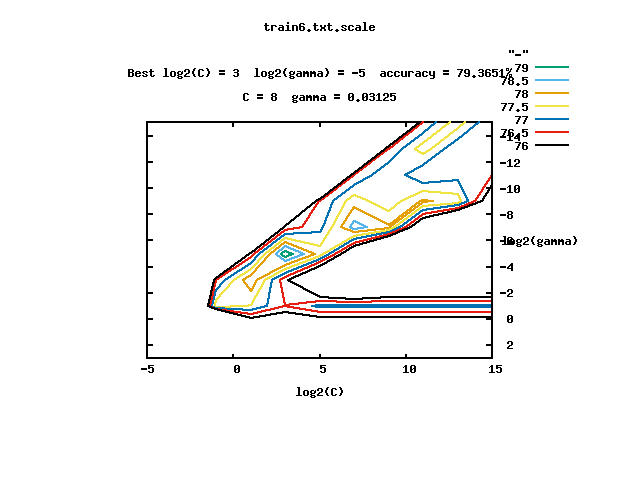 train6.txt.scale
"-"
Best log2(C) = 3  log2(gamma) = -5  accuracy = 79.3651%
79
78.5
78
C = 8  gamma = 0.03125
77.5
77
76.5
-14
76
-12
-10
-8
-6
log2(gamma)
-4
-2
0
2
-5 0 5 10 15
log2(C)